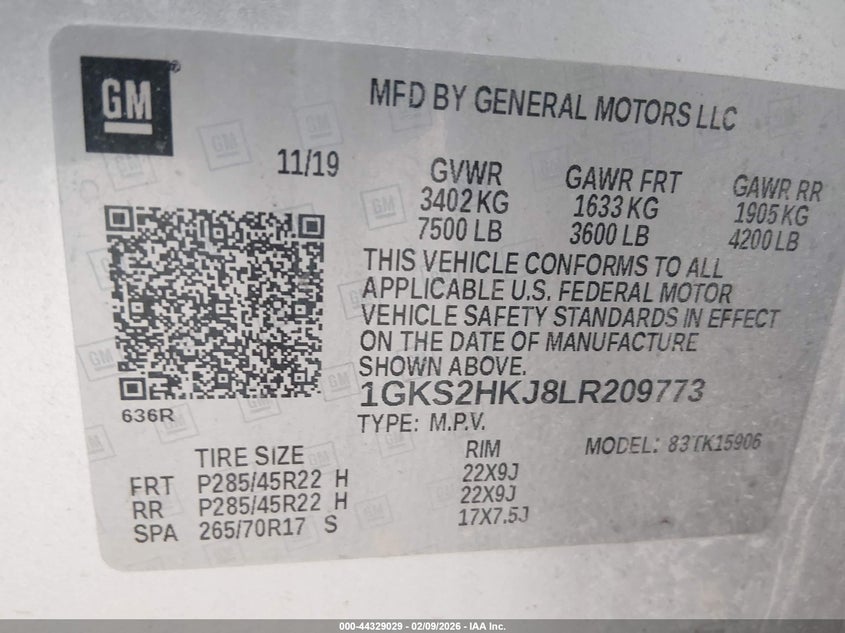 GM
MFD BY GENERAL MOTORS LLC
11/19
GVWR GAWR FRT GAWR RR
3402 KG 1633 KG 1905 KG
7500 LB 3600 LB 4200 LB
THIS VEHICLE CONFORMS TO ALL
APPLICABLE U.S. FEDERAL MOTOR
VEHICLE SAFETY STANDARDS IN EFFECT
ON THE DATE OF MANUFACTURE
SHOWN ABOVE.
1GKS2HKJ8LR209773
636R
TYPE: M.P.V. MODEL: 83TK15906
TIRE SIZE RIM
FRT P285/45R22 H 22X9J
RR P285/45R22 H 22X9J
SPA 265/70R17 S 17X7.5J
000-44329029 - 02/09/2026 - IAA Inc.